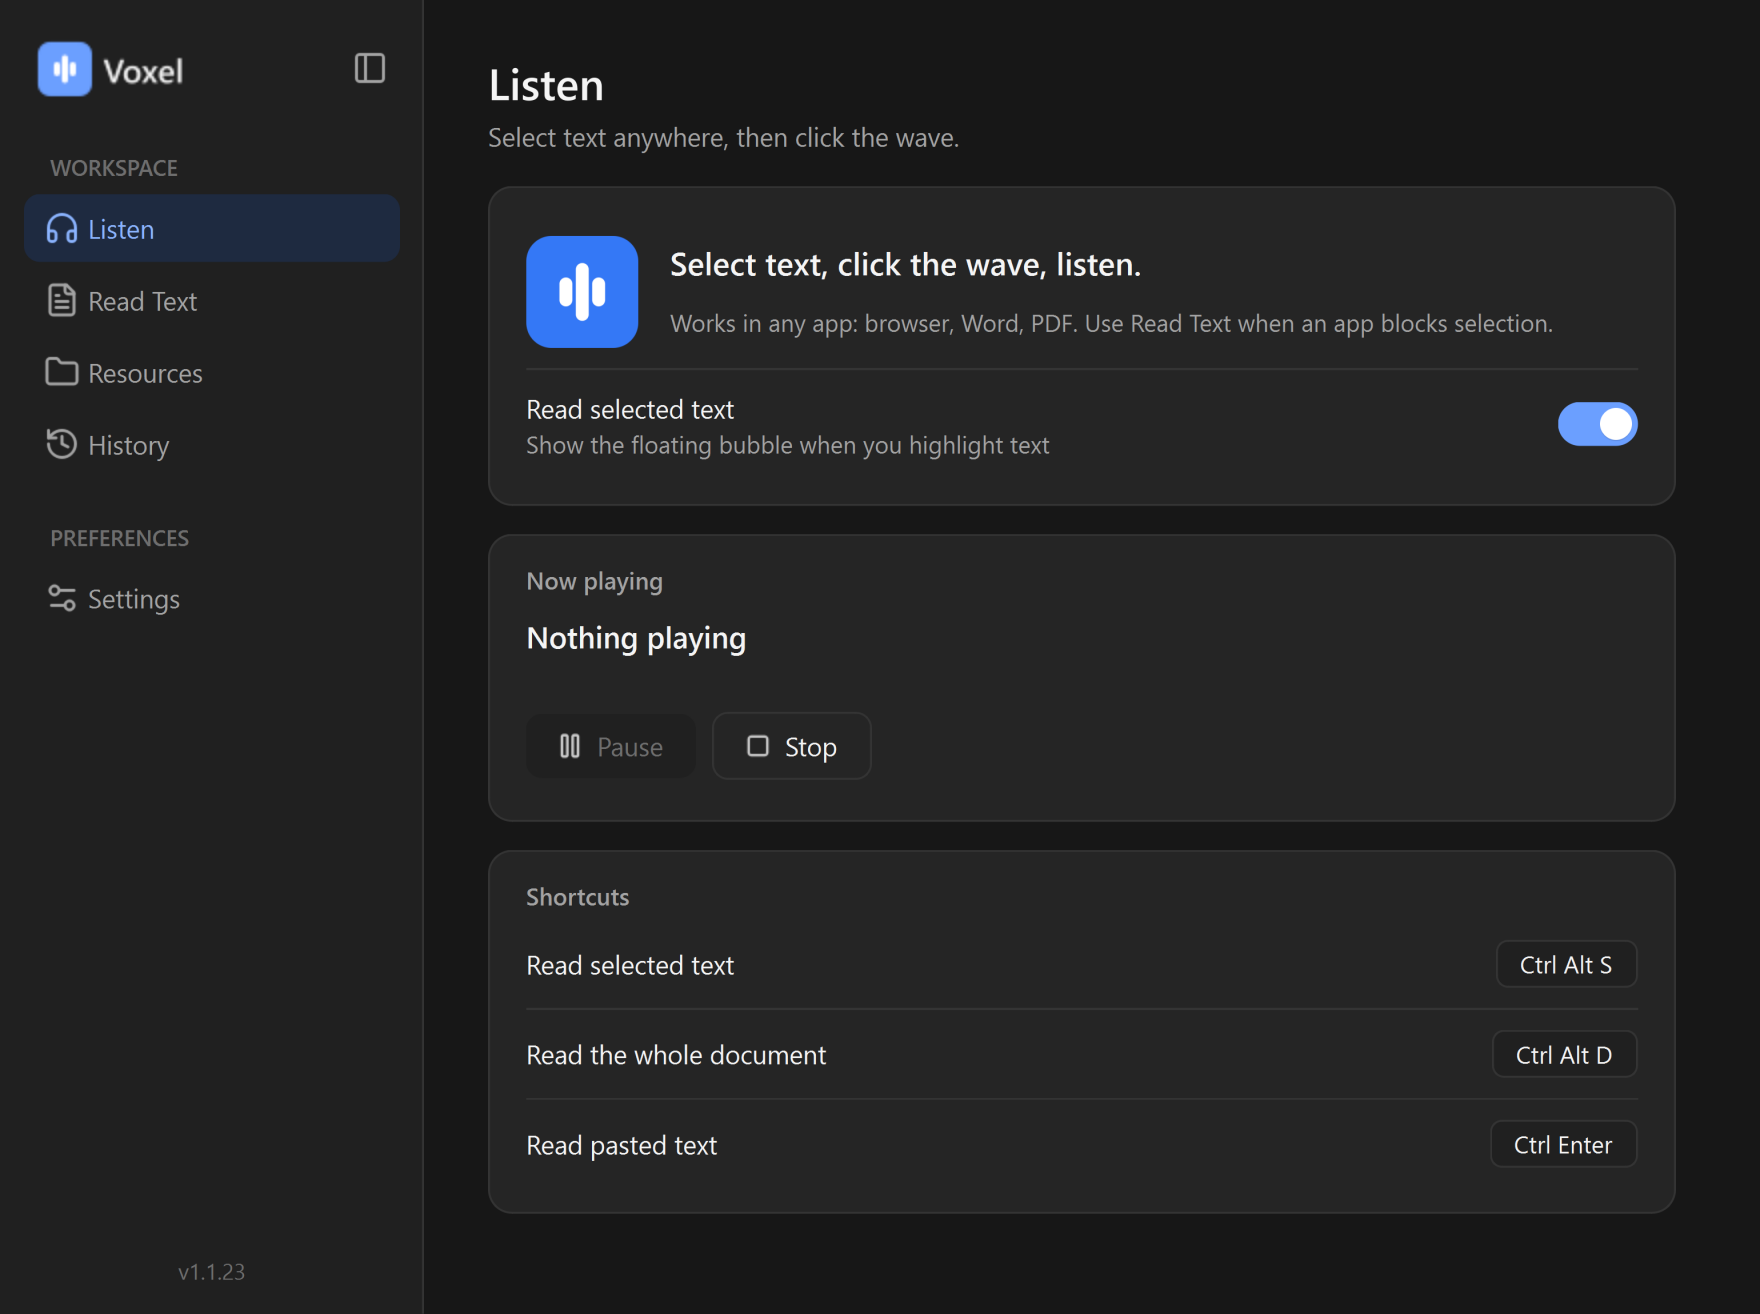 Voxel
WORKSPACE
Listen
Read Text
Resources
History
PREFERENCES
Settings
v1.1.23
Listen
Select text anywhere, then click the wave.
Select text, click the wave, listen.
Works in any app: browser, Word, PDF. Use Read Text when an app blocks selection.
Read selected text
Show the floating bubble when you highlight text
Now playing
Nothing playing
Pause
Stop
Shortcuts
Read selected text
Ctrl Alt S
Read the whole document
Ctrl Alt D
Read pasted text
Ctrl Enter